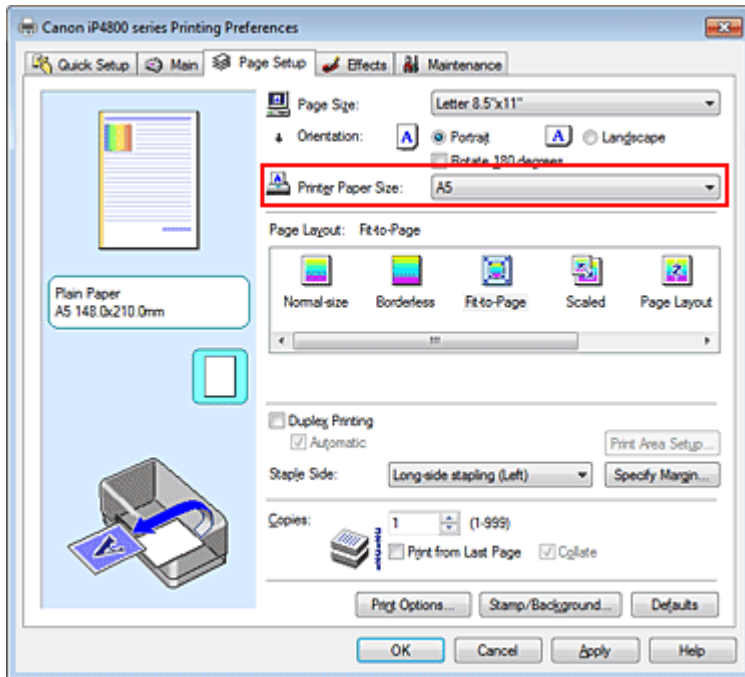 Canon iP4800 series Printing Preferences
Quick Setup Main Page Setup Effects Maintenance
Page Size: Letter 8.5"x11"
Orientation: A Portrait A Landscape
Rotate 180 degrees
Printer Paper Size: A5
Page Layout: Fit-to-Page
Normal-size Borderless Fit-to-Page Scaled Page Layout
Plain Paper
A5 148.0x210.0mm
Duplex Printing
Automatic Print Area Setup...
Staple Side: Long-side stapling (Left) Specify Margin...
Copies: 1 (1-999)
Print from Last Page Collate
Print Options... Stamp/Background... Defaults
OK Cancel Apply Help